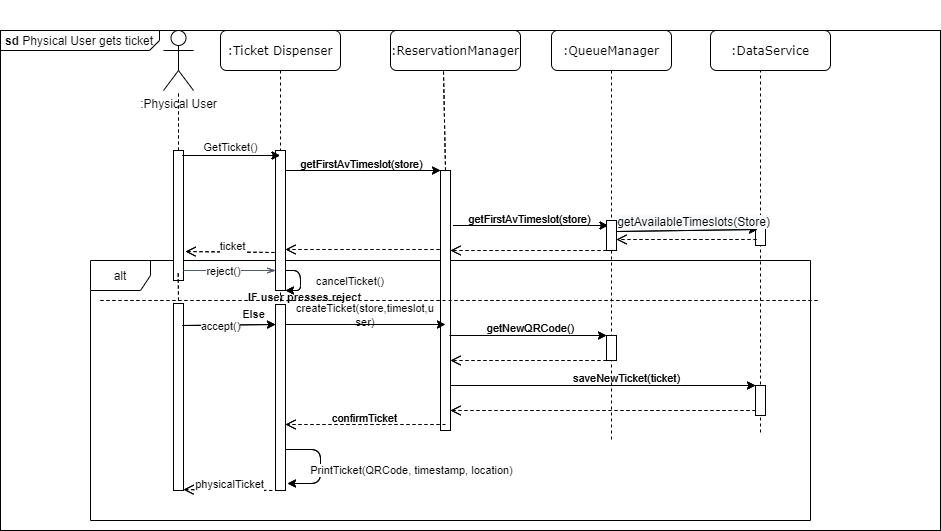 sd Physical User gets ticket
:Ticket Dispenser
:ReservationManager
:QueueManager
:DataService
:Physical User
GetTicket()
getFirstAvTimeslot(store)
getFirstAvTimeslot(store)
getAvailableTimeslots(Store)
ticket
alt
reject()
cancelTicket()
IF user presses reject
Else
createTicket(store,timeslot,u
ser)
accept()
getNewQRCode()
saveNewTicket(ticket)
confirmTicket
PrintTicket(QRCode, timestamp, location)
physicalTicket